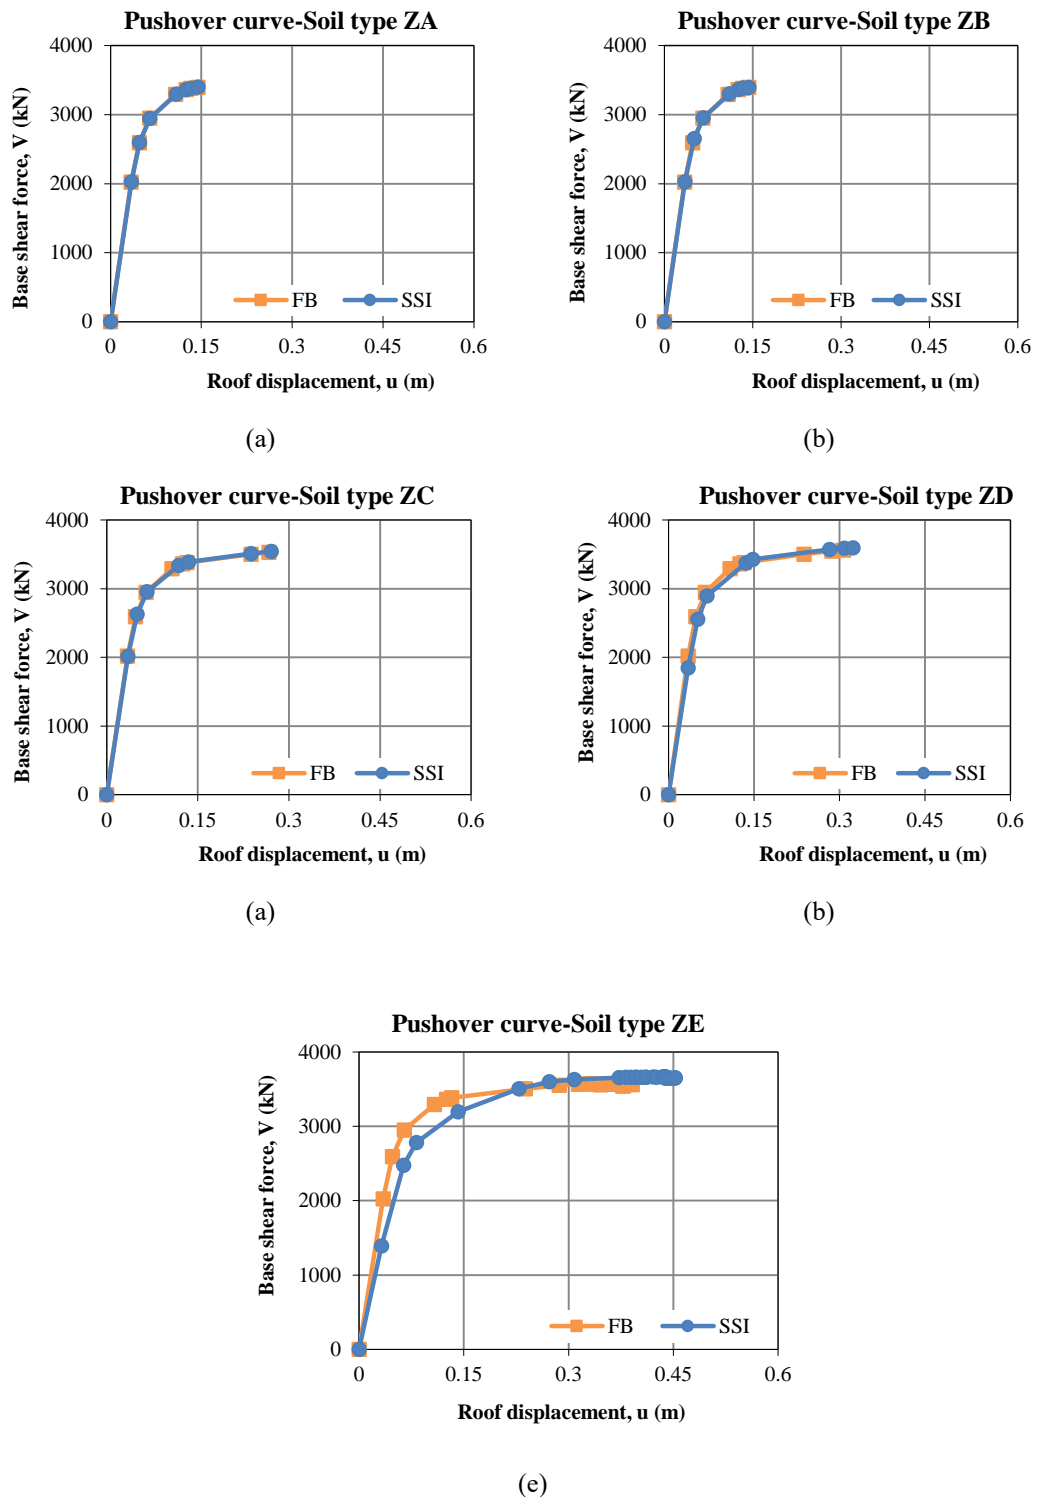 Pushover curve-Soil type ZA
Base shear force, V (kN)
4000
3000
2000
1000
0
FB SSI
0 0.15 0.3 0.45 0.6
Roof displacement, u (m)
(a)
Pushover curve-Soil type ZB
Base shear force, V (kN)
4000
3000
2000
1000
0
FB SSI
0 0.15 0.3 0.45 0.6
Roof displacement, u (m)
(b)
Pushover curve-Soil type ZC
Base shear force, V (kN)
4000
3000
2000
1000
0
FB SSI
0 0.15 0.3 0.45 0.6
Roof displacement, u (m)
(a)
Pushover curve-Soil type ZD
Base shear force, V (kN)
4000
3000
2000
1000
0
FB SSI
0 0.15 0.3 0.45 0.6
Roof displacement, u (m)
(b)
Pushover curve-Soil type ZE
Base shear force, V (kN)
4000
3000
2000
1000
0
FB SSI
0 0.15 0.3 0.45 0.6
Roof displacement, u (m)
(e)